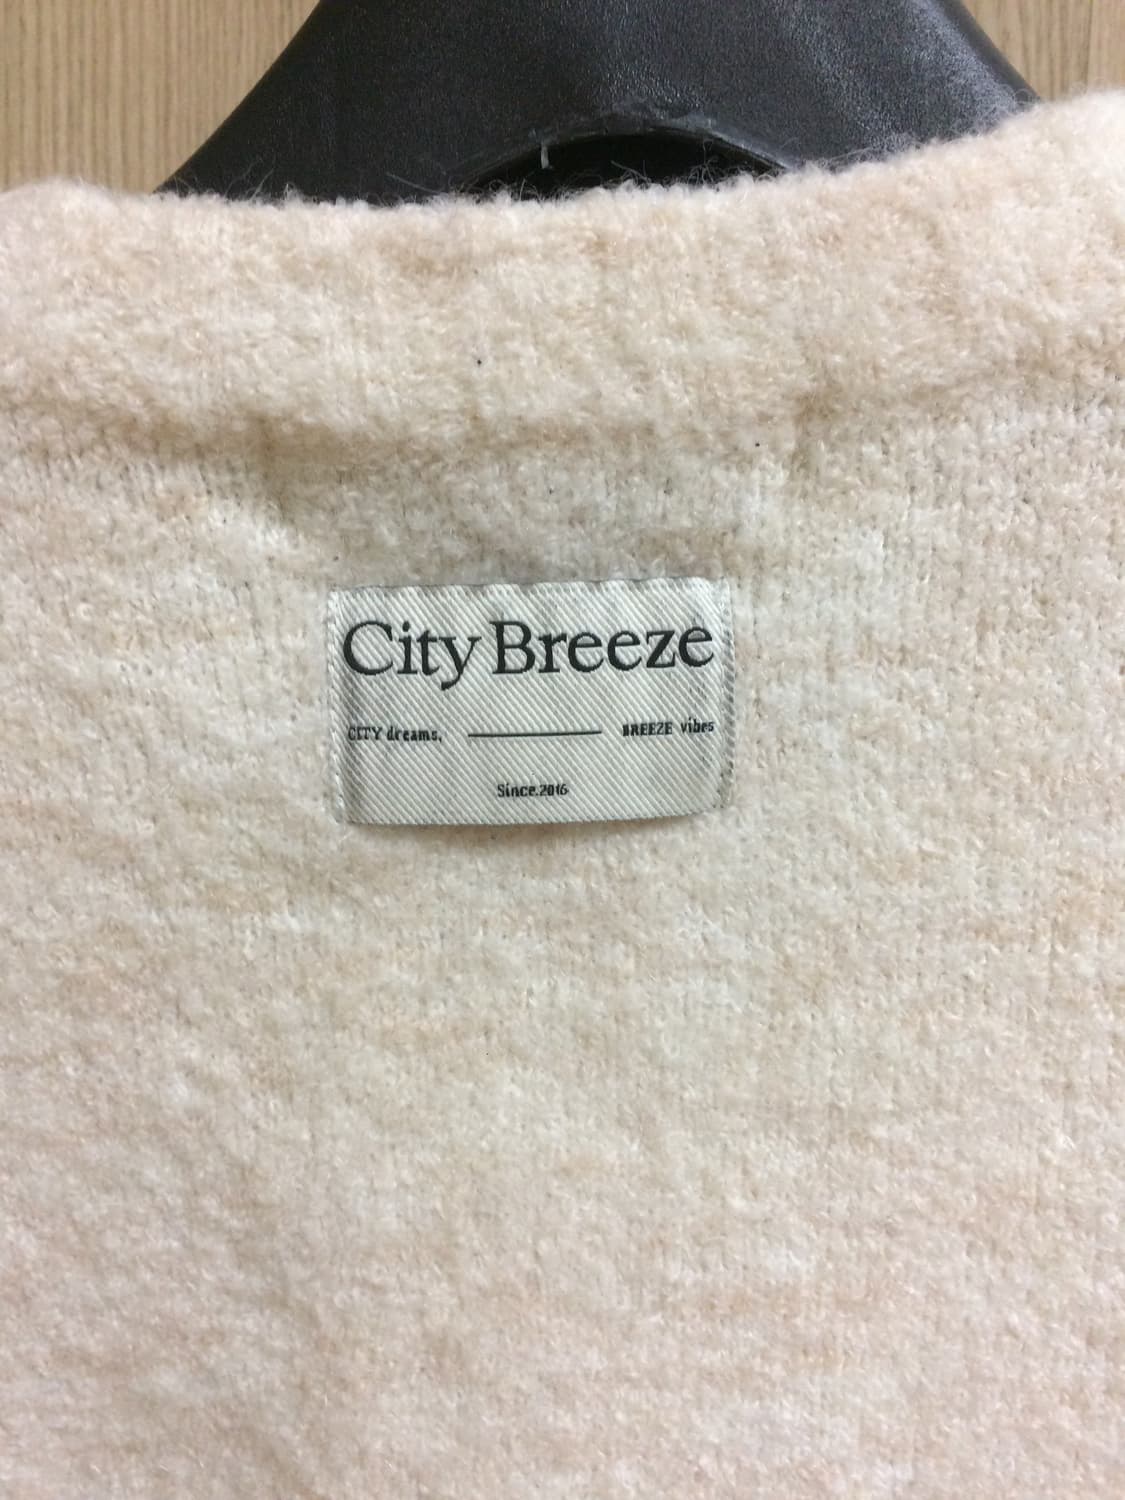 City Breeze
CITY dreams, BREEZE vibes
Since.2016